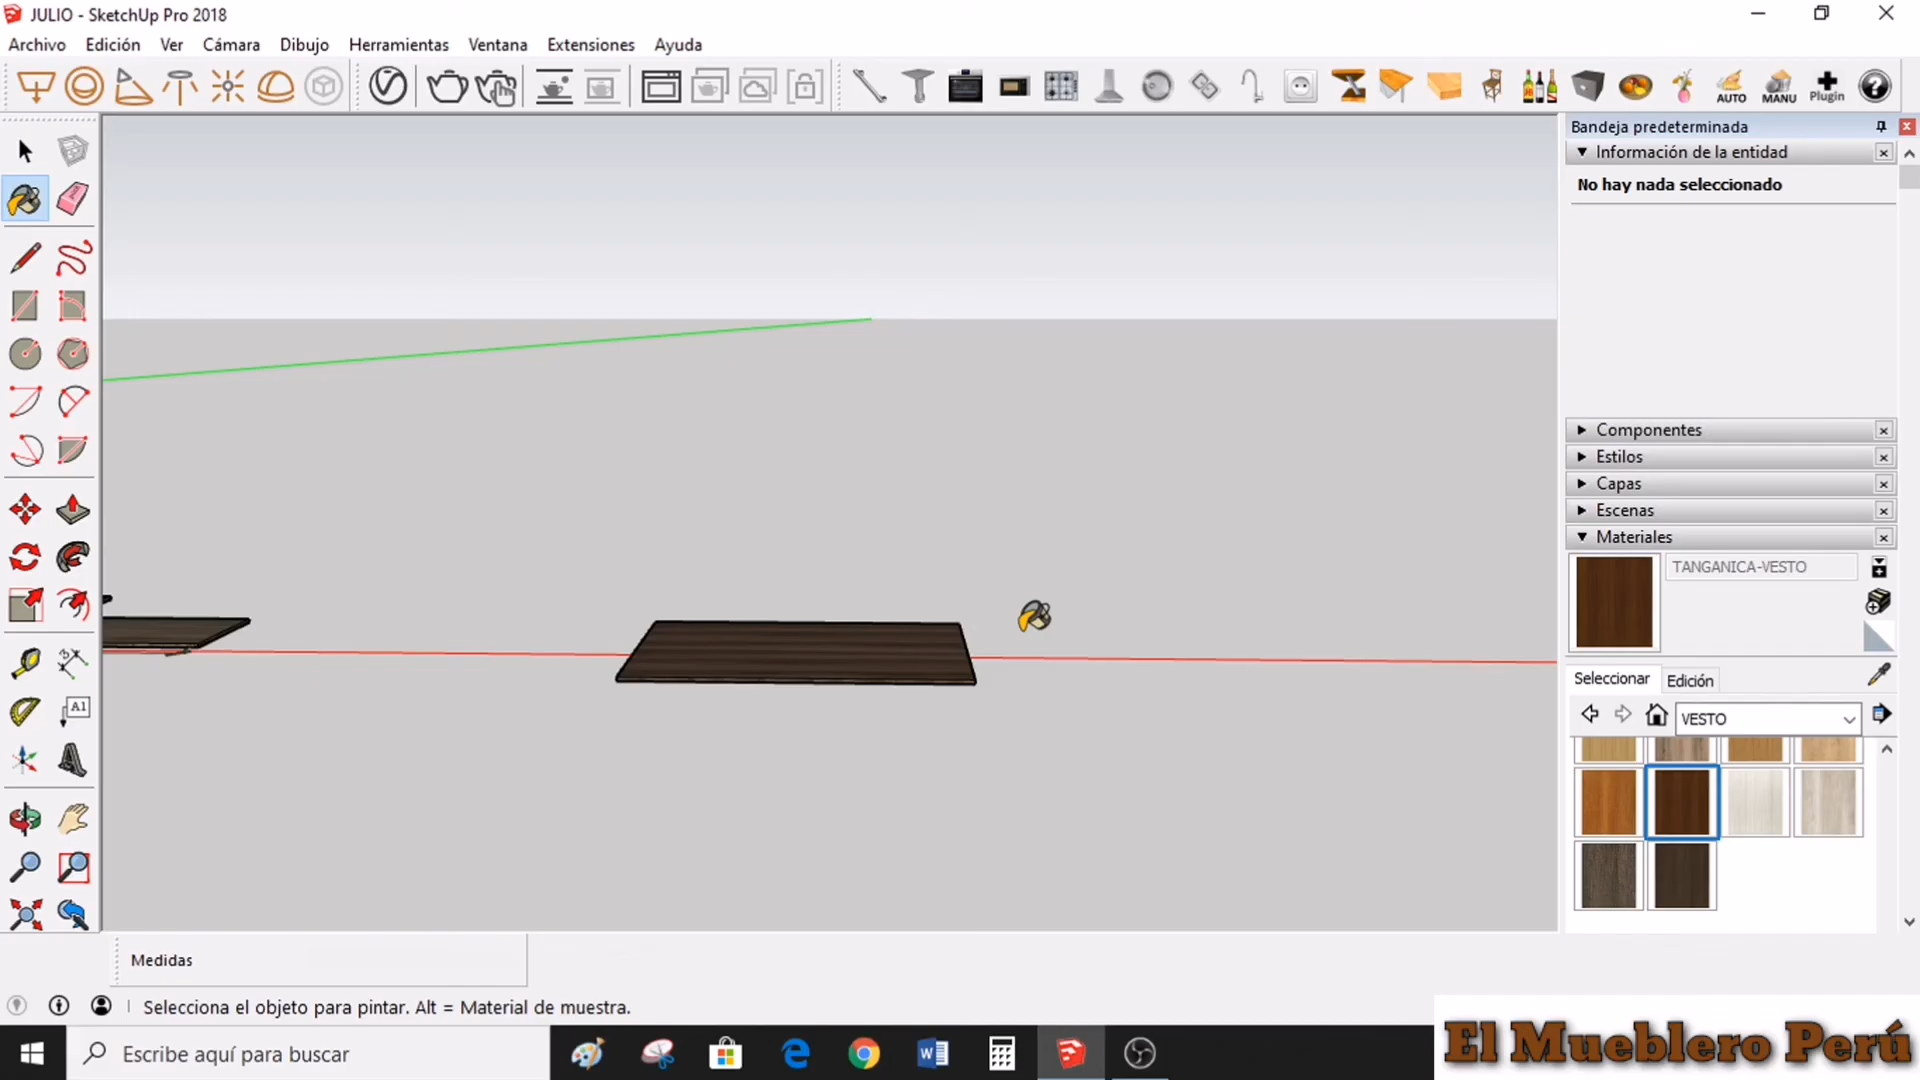 JULIO - SketchUp Pro 2018
Archivo Edición Ver Cámara Dibujo Herramientas Ventana Extensiones Ayuda
AUTO MANU Plugin ?
Bandeja predeterminada
Información de la entidad
No hay nada seleccionado
Componentes
Estilos
Capas
Escenas
Materiales
TANGANICA-VESTO
Seleccionar Edición
VESTO
A1
Medidas
Selecciona el objeto para pintar. Alt = Material de muestra.
Escribe aquí para buscar
El Mueblero Perú